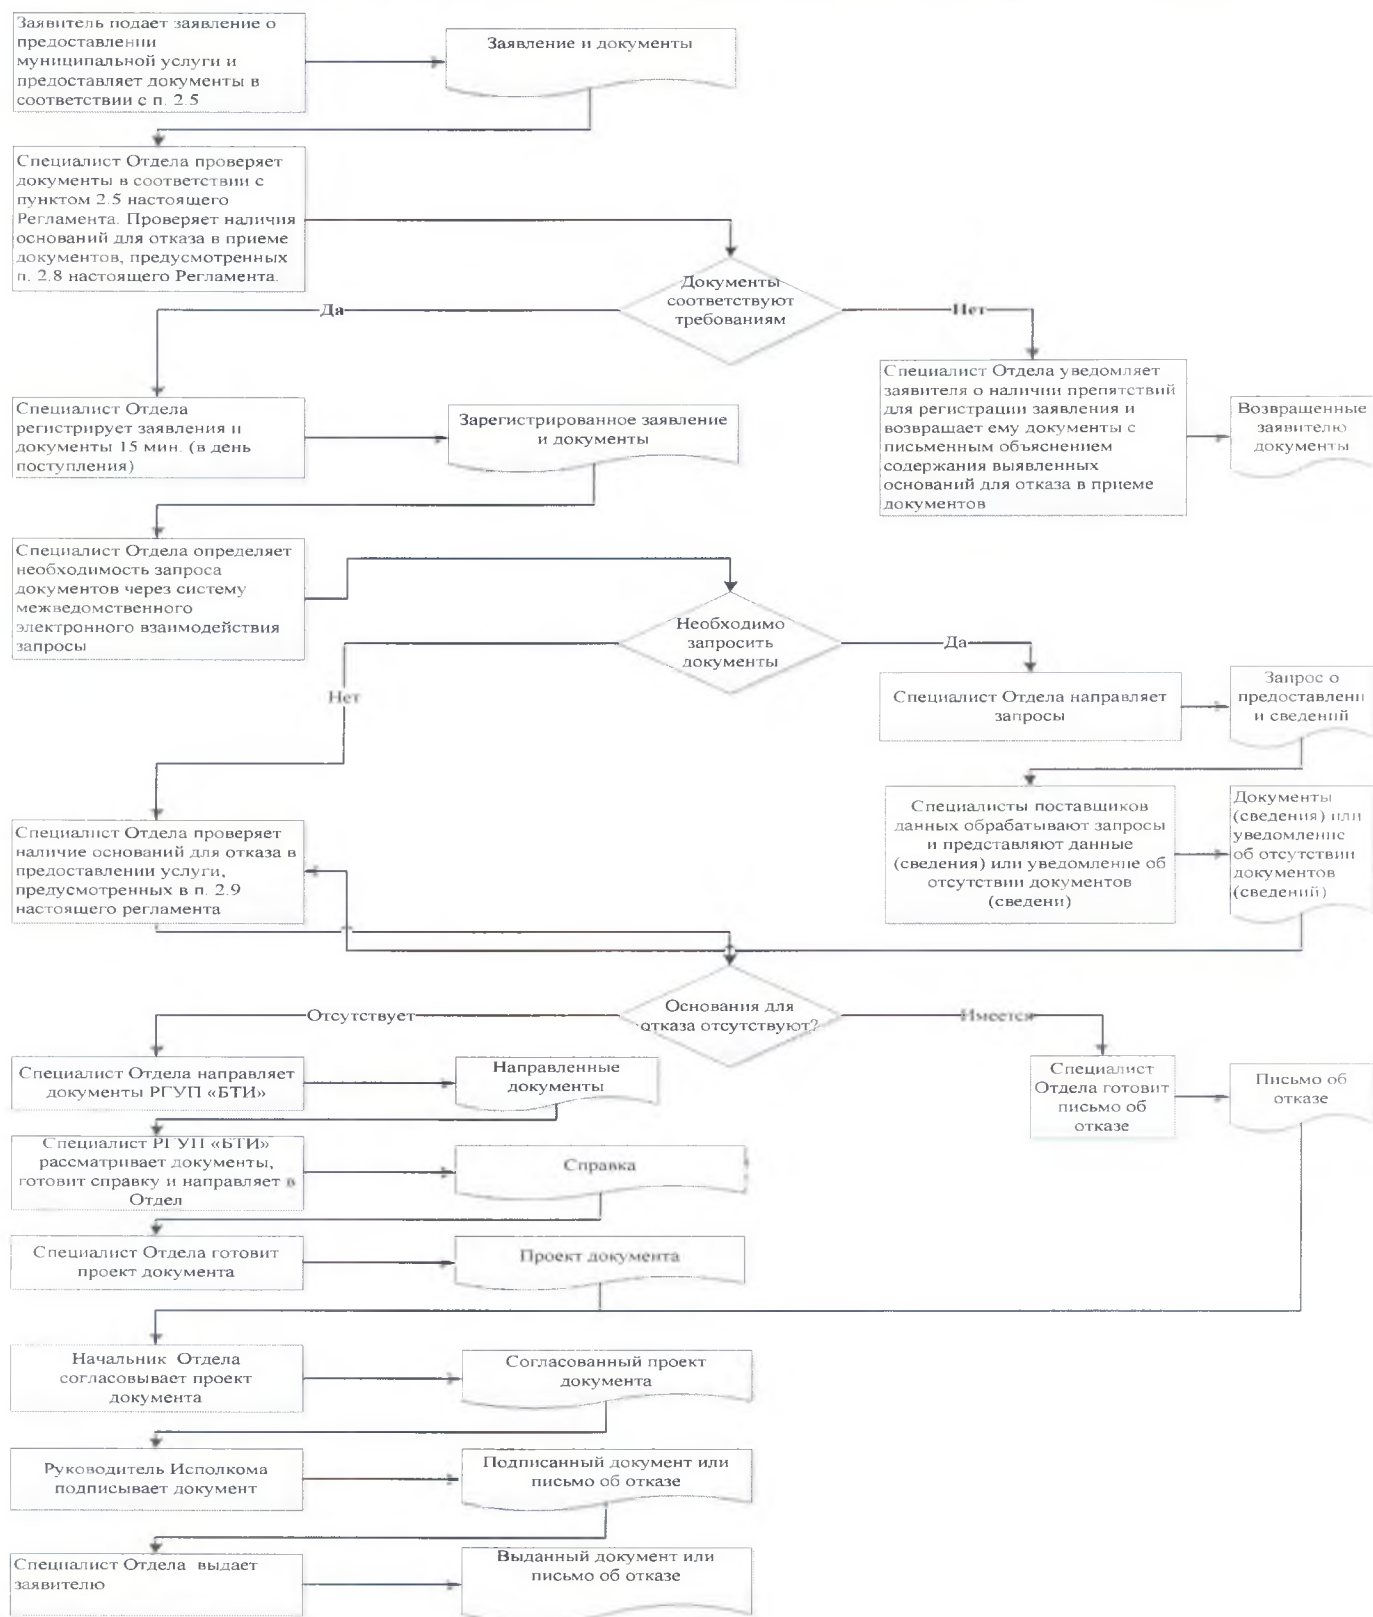 Заявитель подает заявление о
предоставлении
муниципальной услуги и
предоставляет документы в
соответствии с п. 2.5
Заявление и документы
Специалист Отдела проверяет
документы в соответствии с
пунктом 2.5 настоящего
Регламента. Проверяет наличия
оснований для отказа в приеме
документов, предусмотренных
п. 2.8 настоящего Регламента.
Документы
соответствуют
требованиям
Да
Нет
Специалист Отдела
регистрирует заявления и
документы 15 мин. (в день
поступления)
Зарегистрированное заявление
и документы
Специалист Отдела уведомляет
заявителя о наличии препятствий
для регистрации заявления и
возвращает ему документы с
письменным объяснением
содержания выявленных
оснований для отказа в приеме
документов
Возвращенные
заявителю
документы
Специалист Отдела определяет
необходимость запроса
документов через систему
межведомственного
электронного взаимодействия
запросы
Необходимо
запросить
документы
Да
Нет
Специалист Отдела направляет
запросы
Запрос о
предоставлени
и сведений
Специалисты поставщиков
данных обрабатывают запросы
и представляют данные
(сведения) или уведомление об
отсутствии документов
(сведени)
Документы
(сведения) или
уведомление
об отсутствии
документов
(сведений)
Специалист Отдела проверяет
наличие оснований для отказа в
предоставлении услуги,
предусмотренных в п. 2.9
настоящего регламента
Основания для
отказа отсутствуют?
Отсутствует
Имеется
Специалист Отдела направляет
документы РГУП «БТИ»
Направленные
документы
Специалист
Отдела готовит
письмо об
отказе
Письмо об
отказе
Специалист РГУП «БТИ»
рассматривает документы,
готовит справку и направляет в
Отдел
Справка
Специалист Отдела готовит
проект документа
Проект документа
Начальник Отдела
согласовывает проект
документа
Согласованный проект
документа
Руководитель Исполкома
подписывает документ
Подписанный документ или
письмо об отказе
Специалист Отдела выдает
заявителю
Выданный документ или
письмо об отказе